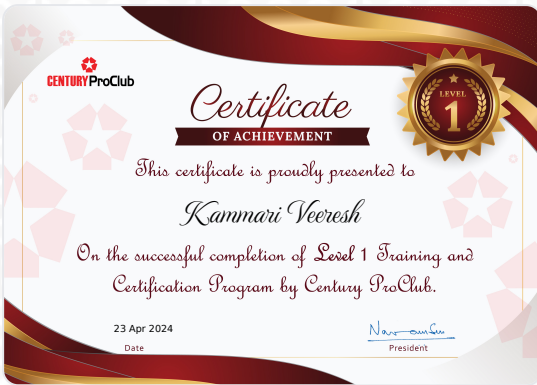 CENTURY ProClub
Certificate
OF ACHIEVEMENT
LEVEL
1
This certificate is proudly presented to
Kammari Veeresh
On the successful completion of Level 1 Training and
Certification Program by Century ProClub.
23 Apr 2024
Date
President